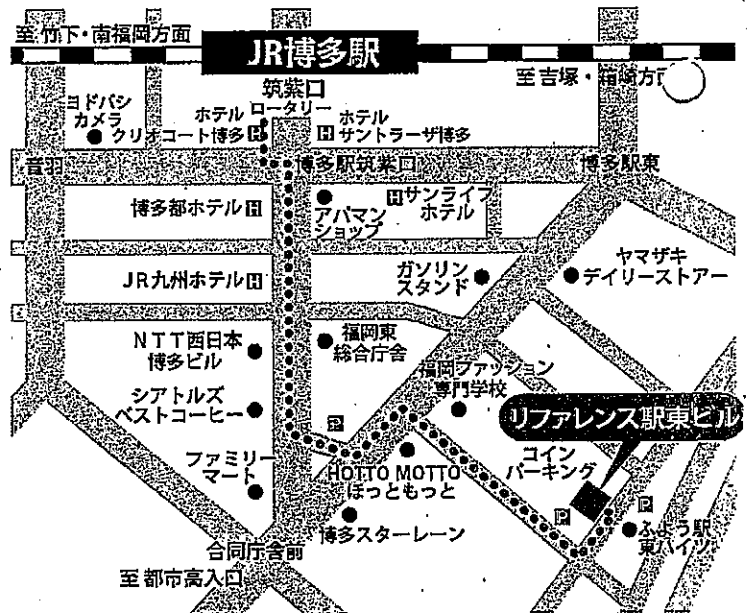 至 竹下・南福岡方面
JR博多駅
至吉塚・箱崎方面
筑紫口
ロータリー
ヨドバシ
カメラ
ホテル
クリオコート博多 H
ホテル
H サントラーザ博多
音羽
博多駅筑紫口
博多駅東
博多都ホテル H
アパマン
ショップ
H サンライフ
ホテル
JR九州ホテル H
ガソリン
スタンド
ヤマザキ
デイリーストアー
NTT西日本
博多ビル
福岡東
総合庁舎
福岡ファッション
専門学校
シアトルズ
ベストコーヒー
P
リファレンス駅東ビル
ファミリー
マート
HOTTO MOTTO
ほっともっと
コイン
パーキング
P
P
博多スターレーン
ふよう駅
東ハイツ
合同庁舎前
至都市高入口